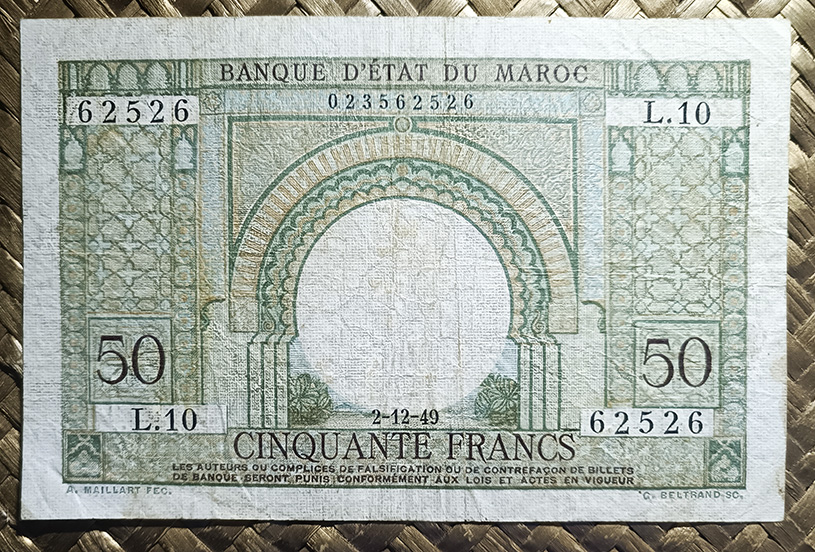 BANQUE D'ÉTAT DU MAROC
62526
023562526
L.10
50
50
L.10
2-12-49
62526
CINQUANTE FRANCS
LES AUTEURS OU COMPLICES DE FALSIFICATION OU DE CONTREFAÇON DE BILLETS
DE BANQUE SERONT PUNIS CONFORMÉMENT AUX LOIS ET ACTES EN VIGUEUR
A. MAILLART FEC.
G. BELTRAND SC.